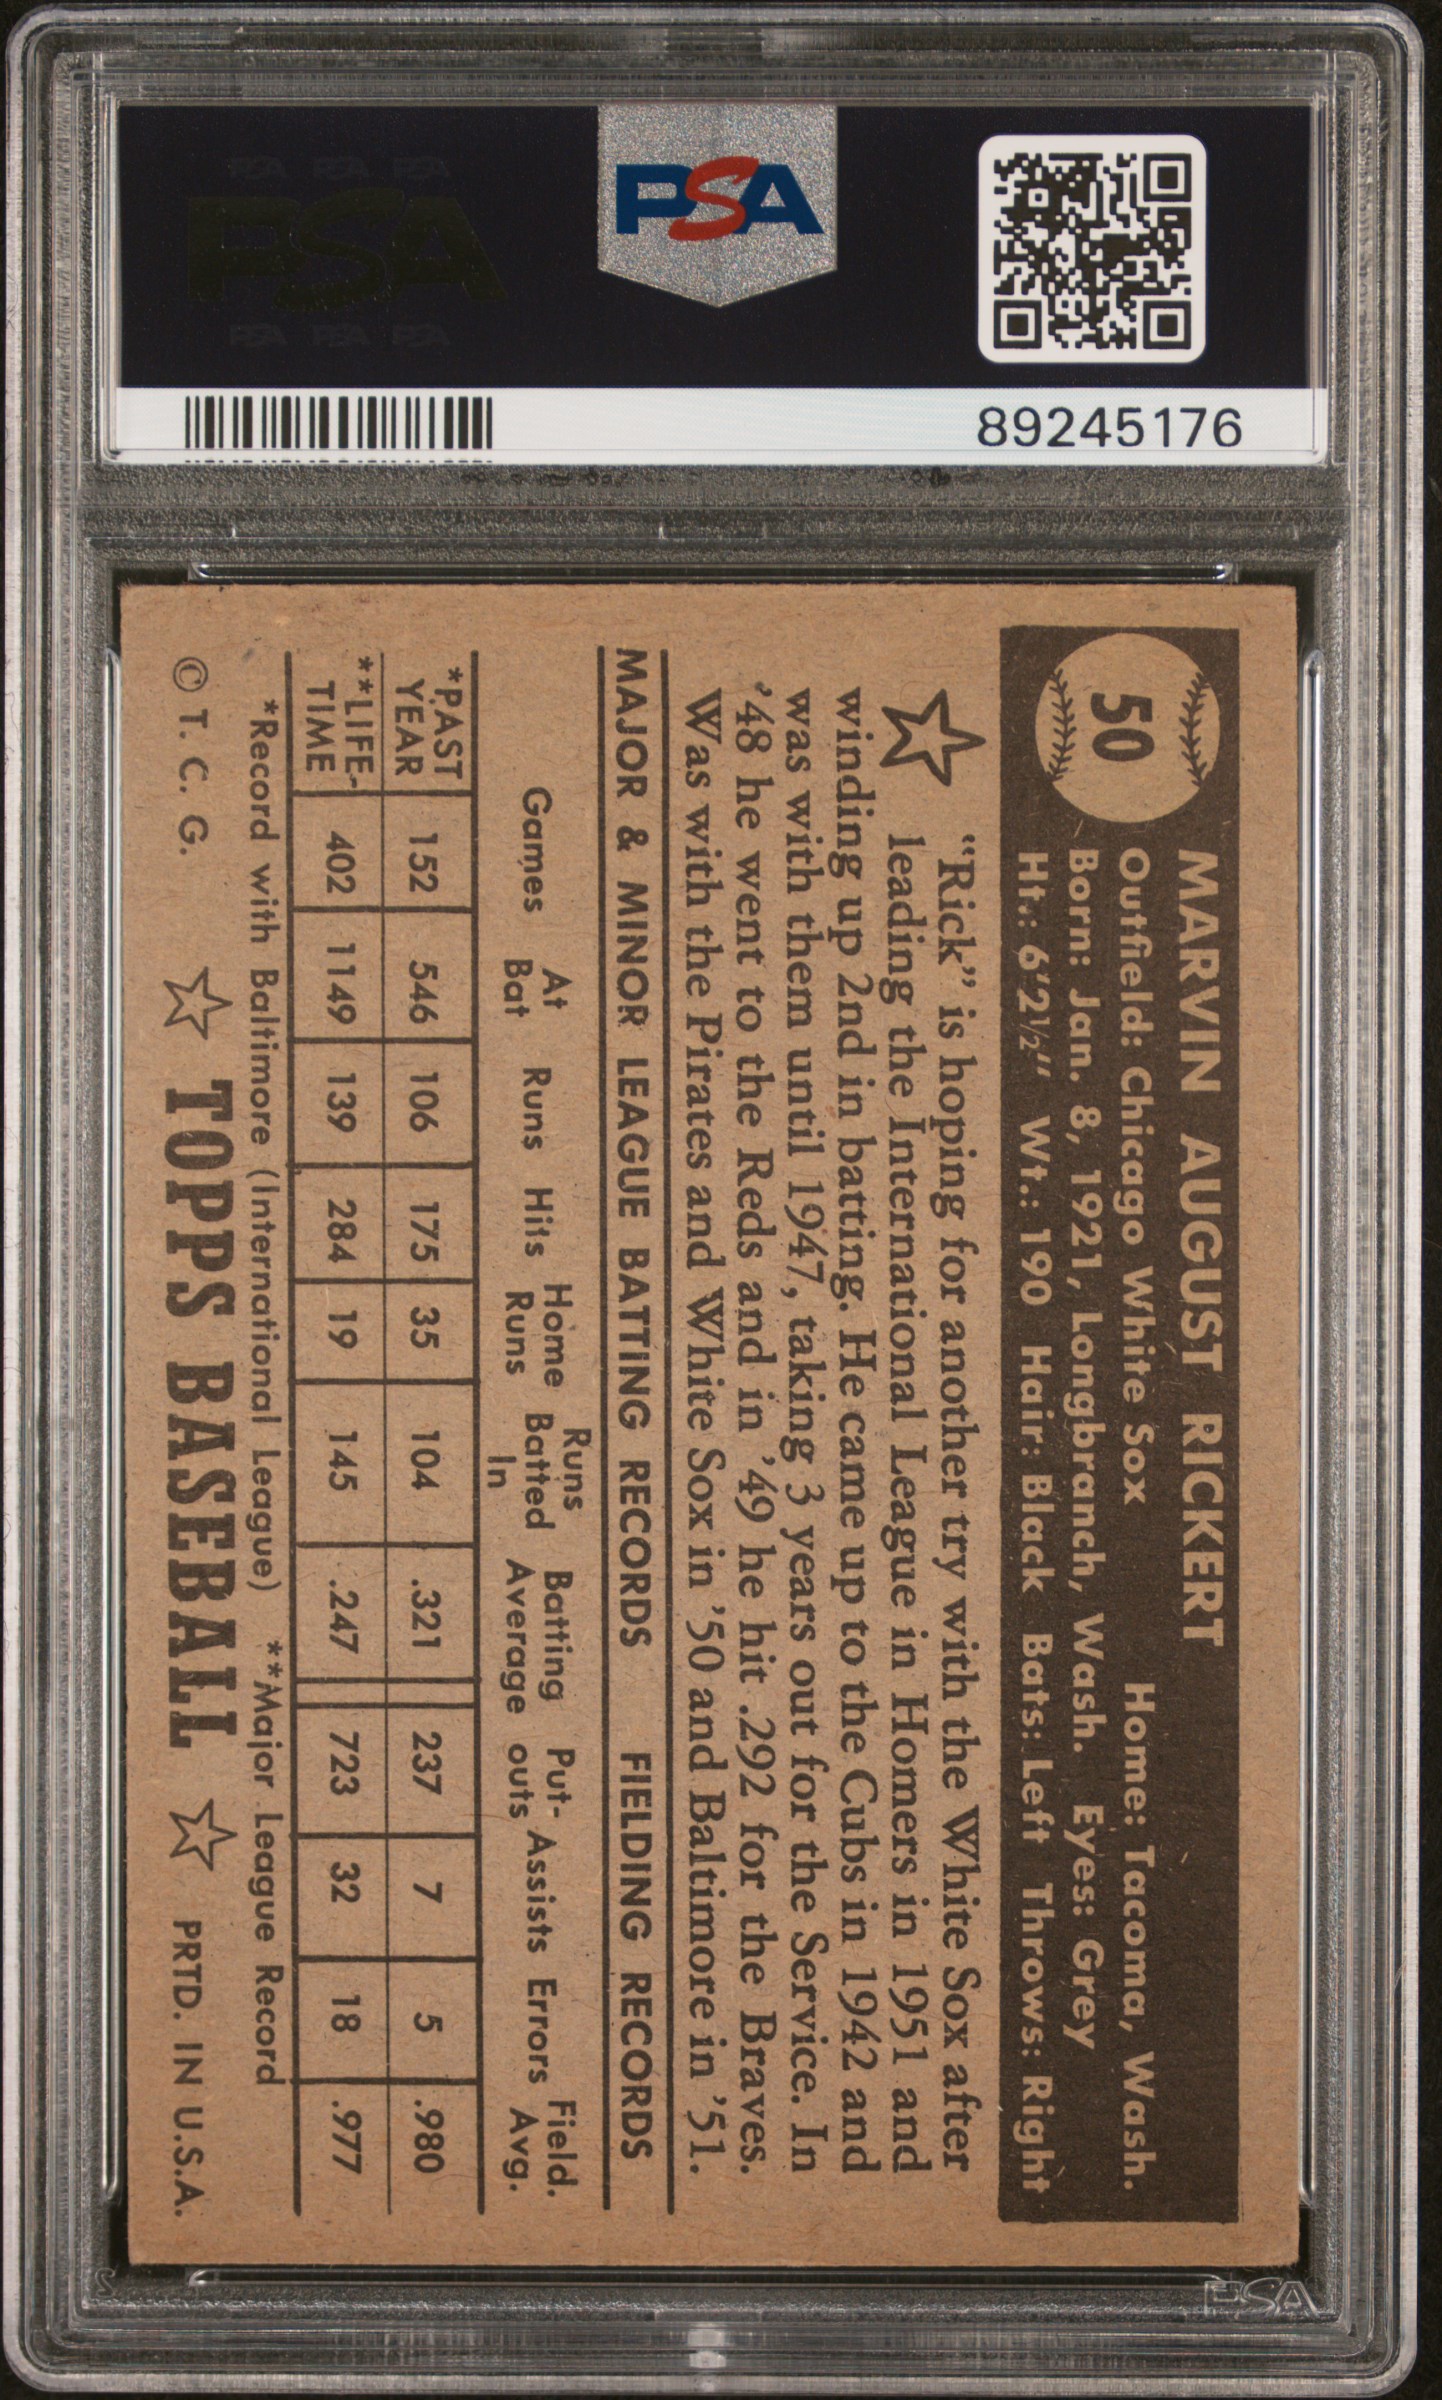 PSA PSA PSA
PSA
PSA PSA PSA
PSA
89245176
50
MARVIN AUGUST RICKERT
Outfield: Chicago White Sox Home: Tacoma, Wash.
Born: Jan. 8, 1921, Longbranch, Wash. Eyes: Grey
Ht.: 6'2½" Wt.: 190 Hair: Black Bats: Left Throws: Right
"Rick" is hoping for another try with the White Sox after
leading the International League in Homers in 1951 and
winding up 2nd in batting. He came up to the Cubs in 1942 and
was with them until 1947, taking 3 years out for the Service. In
'48 he went to the Reds and in '49 he hit .292 for the Braves.
Was with the Pirates and White Sox in '50 and Baltimore in '51.
MAJOR & MINOR LEAGUE BATTING RECORDS FIELDING RECORDS
Games At Bat Runs Hits Home Runs Runs Batted In Batting Average Put-outs Assists Errors Field. Avg.
*PAST YEAR 152 546 106 175 35 104 .321 237 7 5 .980
**LIFE-TIME 402 1149 139 284 19 145 .247 723 32 18 .977
*Record with Baltimore (International League) **Major League Record
© T. C. G. ☆ TOPPS BASEBALL ☆ PRTD. IN U.S.A.
PSA